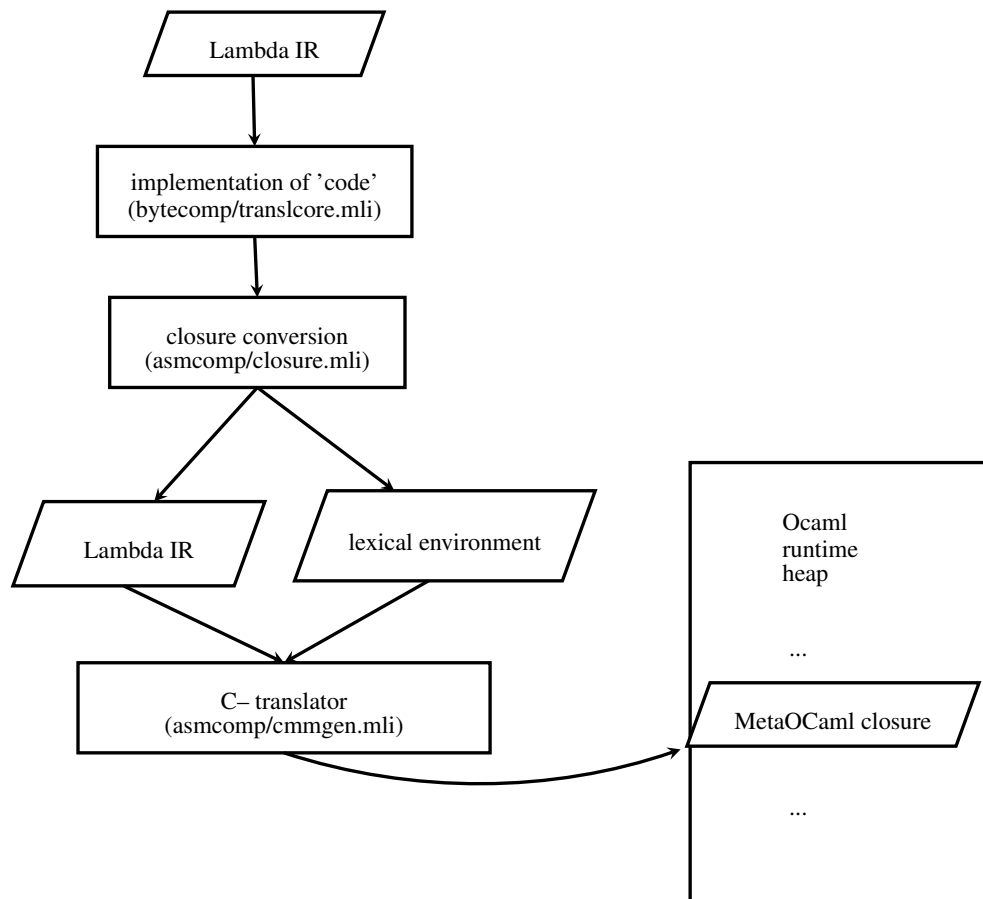 Lambda IR
implementation of ’code’
(bytecomp/translcore.mli)
closure conversion
(asmcomp/closure.mli)
Lambda IR
lexical environment
C– translator
(asmcomp/cmmgen.mli)
Ocaml
runtime
heap
...
MetaOCaml closure
...